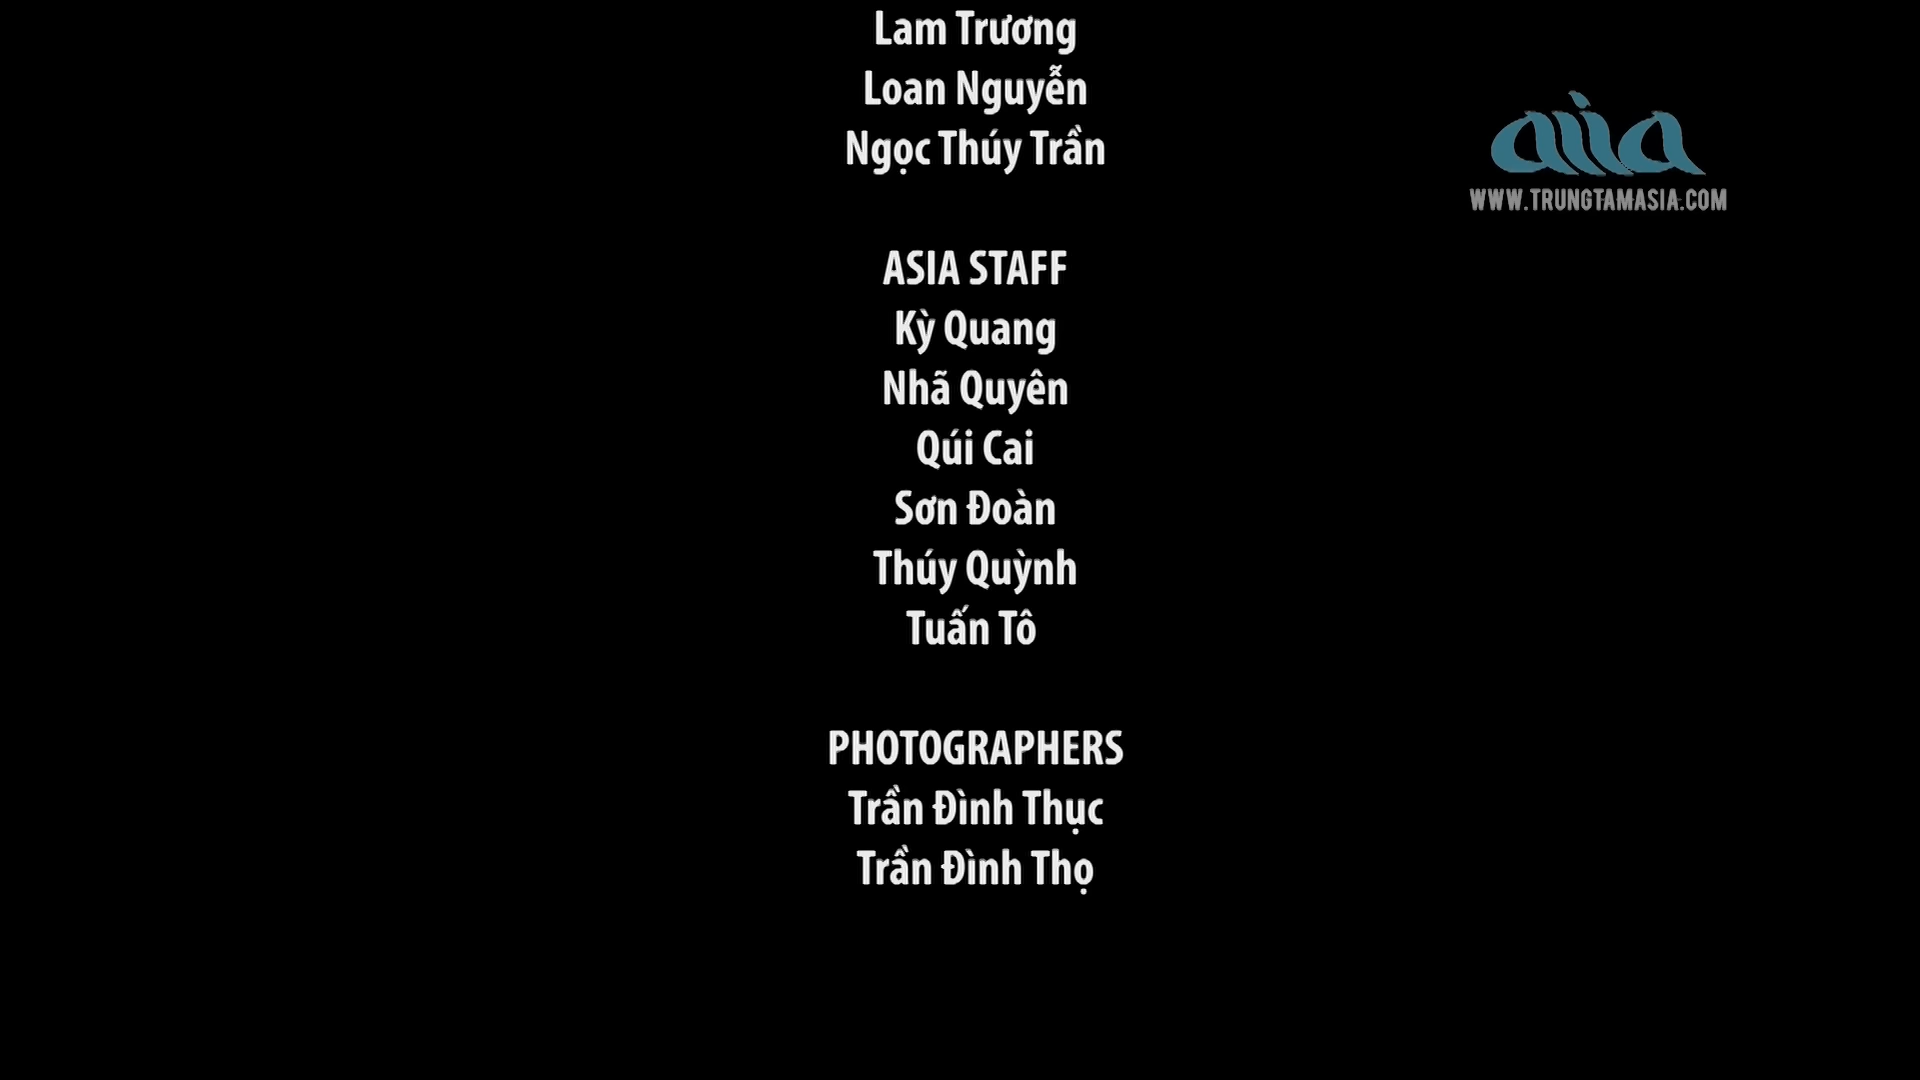 Lam Trương
Loan Nguyễn
Ngọc Thúy Trần
asia
WWW.TRUNGTAMASIA.COM
ASIA STAFF
Kỳ Quang
Nhã Quyên
Qúi Cai
Sơn Đoàn
Thúy Quỳnh
Tuấn Tô
PHOTOGRAPHERS
Trần Đình Thục
Trần Đình Thọ